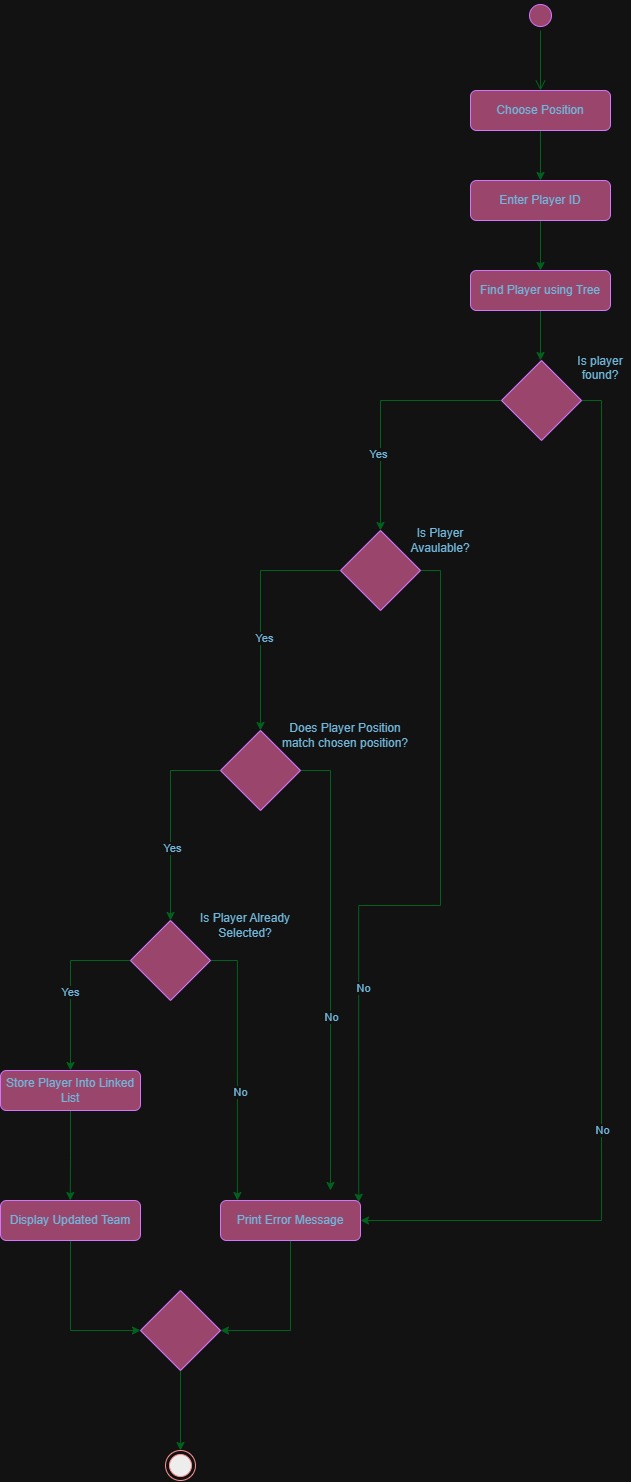 Choose Position
Enter Player ID
Find Player using Tree
Is player
found?
Yes
Is Player
Avaulable?
Yes
Does Player Position
match chosen position?
Yes
Is Player Already
Selected?
No
Yes
No
Store Player Into Linked
List
No
No
Display Updated Team
Print Error Message